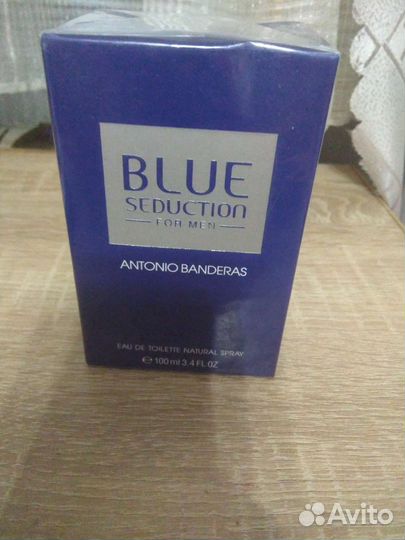 BLUE
SEDUCTION
FOR MEN
ANTONIO BANDERAS
EAU DE TOILETTE NATURAL SPRAY
℮ 100 ml 3.4 FL OZ
Avito